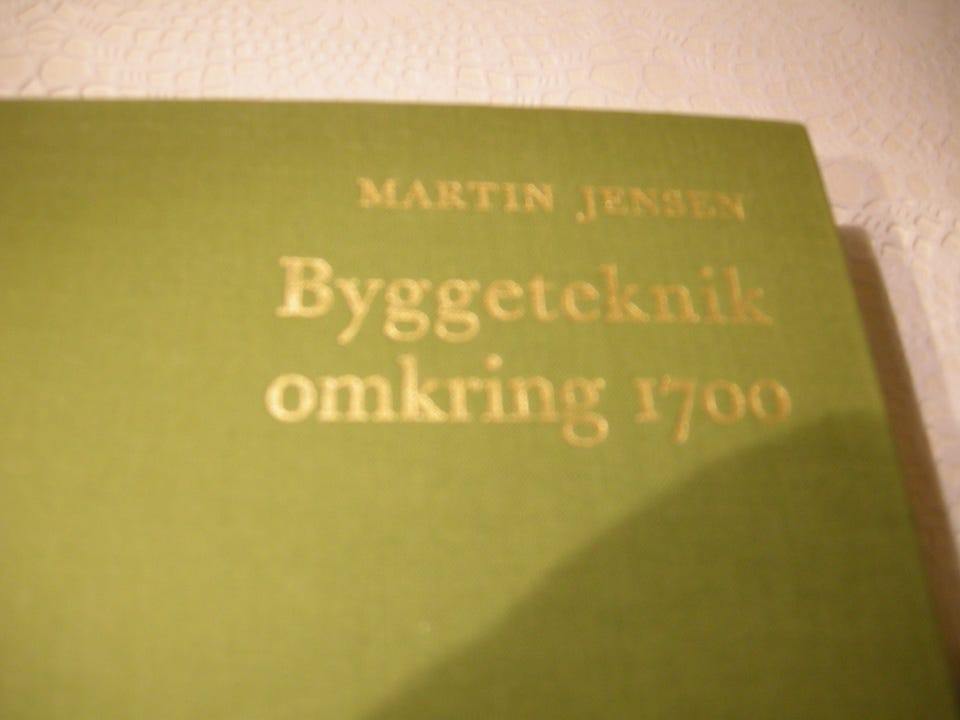 MARTIN JENSEN
Byggeteknik
omkring 1700